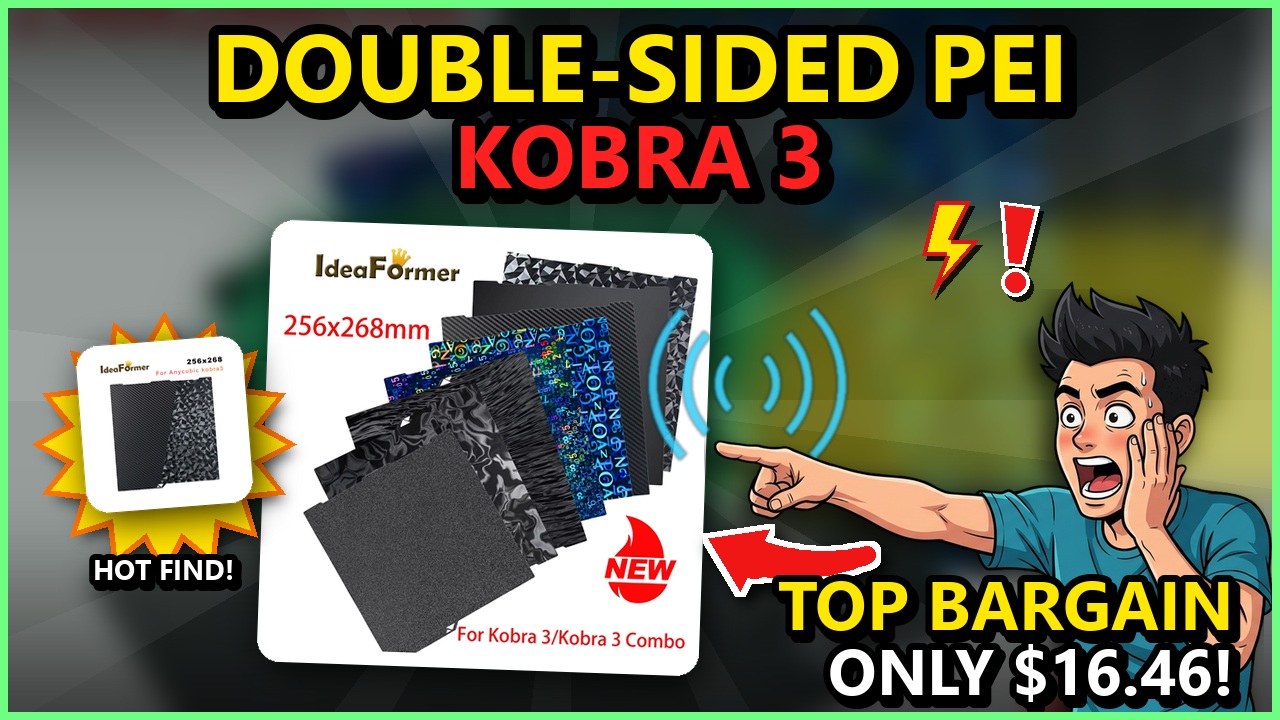 DOUBLE-SIDED PEI
KOBRA 3
IdeaFormer
256x268mm
IdeaFormer
256x268
For Anycubic kobra3
HOT FIND!
NEW
For Kobra 3/Kobra 3 Combo
TOP BARGAIN
ONLY $16.46!